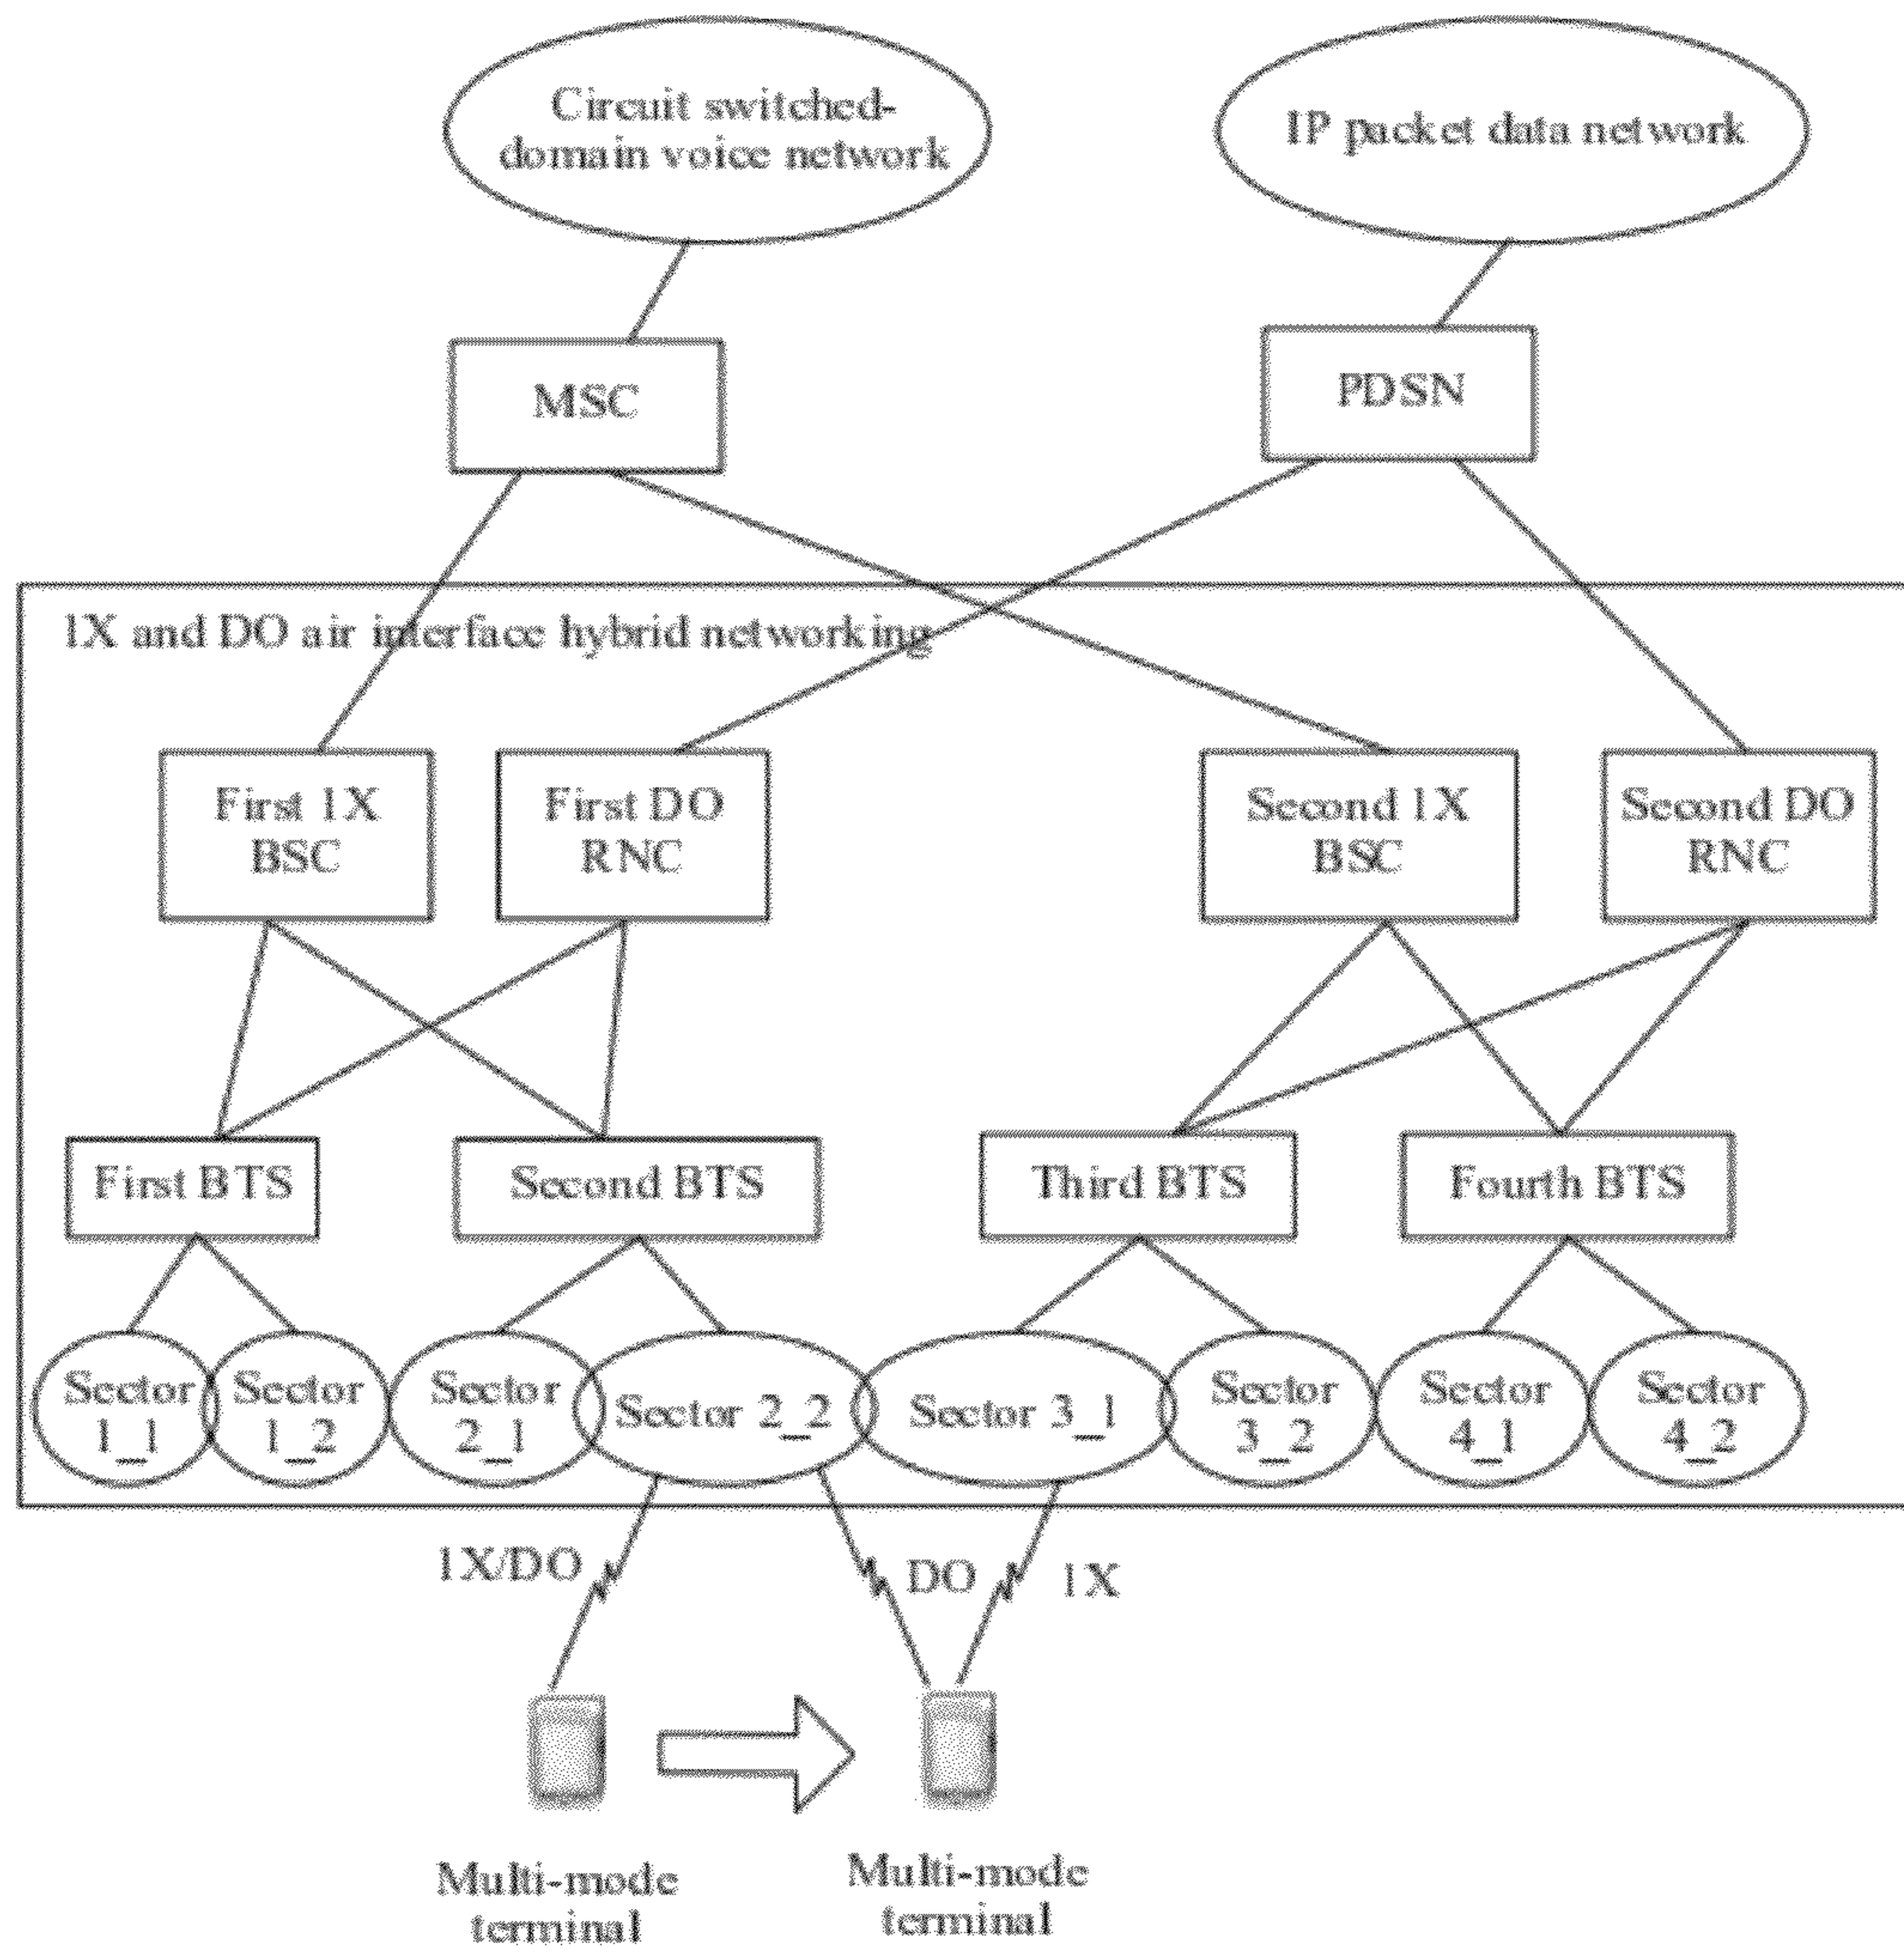 Circuit switched-
domain voice network
IP packet data network
MSC
PDSN
1X and DO air interface hybrid networking
First 1X
BSC
First DO
RNC
Second 1X
BSC
Second DO
RNC
First BTS
Second BTS
Third BTS
Fourth BTS
Sector
1_1
Sector
1_2
Sector
2_1
Sector 2_2
Sector 3_1
Sector
3_2
Sector
4_1
Sector
4_2
1X/DO
DO
1X
Multi-mode
terminal
Multi-mode
terminal